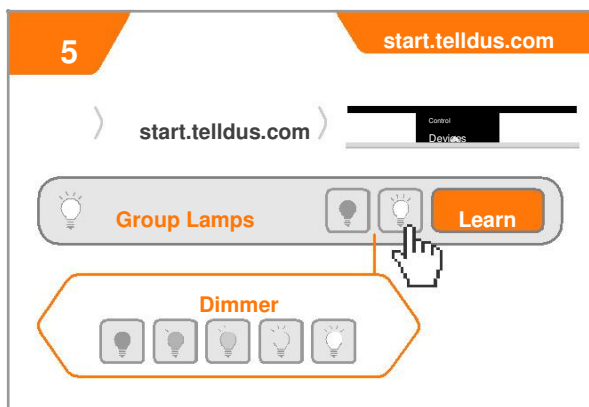 5
start.telldus.com
start.telldus.com
Control
Devices
Group Lamps
Learn
Dimmer